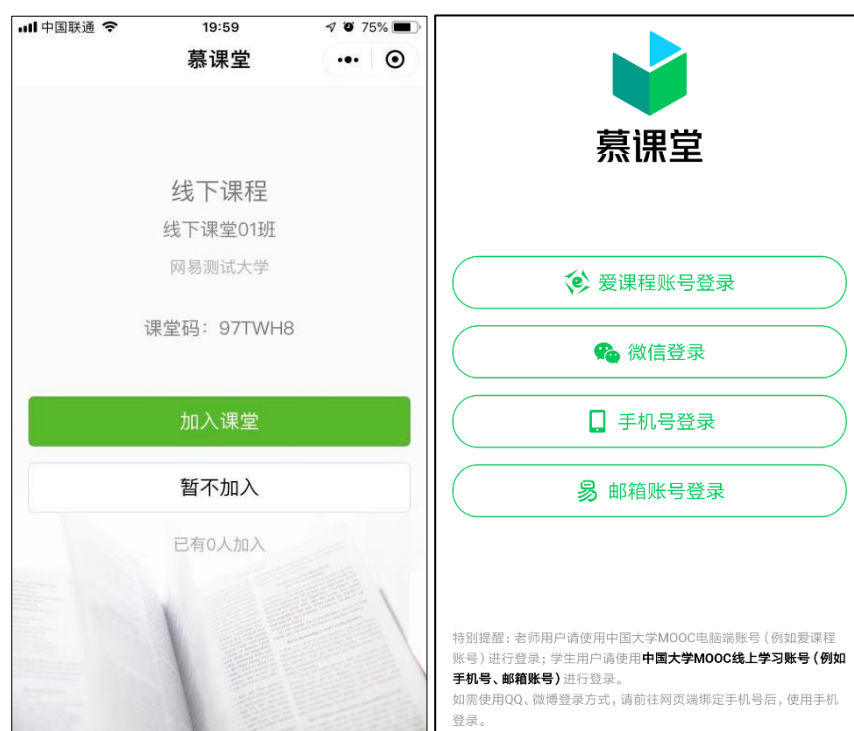 中国联通
19:59
75%
慕课堂
线下课程
线下课堂01班
网易测试大学
课堂码：97TWH8
加入课堂
暂不加入
已有0人加入
慕课堂
爱课程账号登录
微信登录
手机号登录
邮箱账号登录
特别提醒：老师用户请使用中国大学MOOC电脑端账号（例如爱课程
账号）进行登录；学生用户请使用中国大学MOOC线上学习账号（例如
手机号、邮箱账号）进行登录。
如需使用QQ、微博登录方式，请前往网页端绑定手机号后，使用手机
登录。